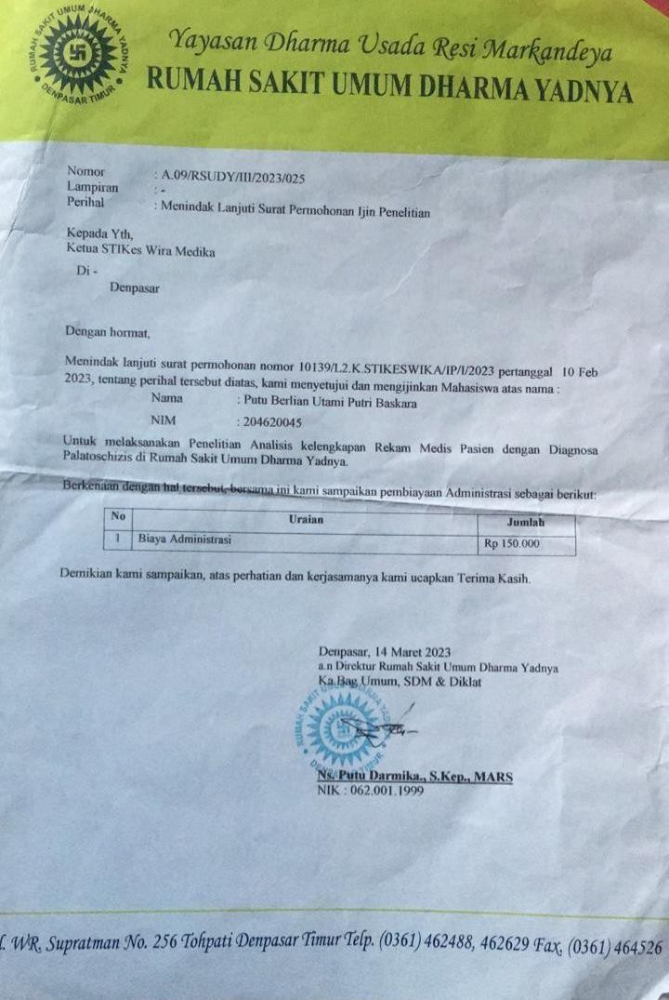 RUMAH SAKIT UMUM DHARMA YADNYA
• DENPASAR TIMUR •
Yayasan Dharma Usada Resi Markandeya
RUMAH SAKIT UMUM DHARMA YADNYA
Nomor : A.09/RSUDY/III/2023/025
Lampiran : -
Perihal : Menindak Lanjuti Surat Permohonan Ijin Penelitian
Kepada Yth,
Ketua STIKes Wira Medika
Di -
Denpasar
Dengan hormat,
Menindak lanjuti surat permohonan nomor 10139/L2.K.STIKESWIKA/IP/I/2023 pertanggal 10 Feb
2023, tentang perihal tersebut diatas, kami menyetujui dan mengijinkan Mahasiswa atas nama :
Nama : Putu Berlian Utami Putri Baskara
NIM : 204620045
Untuk melaksanakan Penelitian Analisis kelengkapan Rekam Medis Pasien dengan Diagnosa
Palatoschizis di Rumah Sakit Umum Dharma Yadnya.
Berkenaan dengan hal tersebut, bersama ini kami sampaikan pembiayaan Administrasi sebagai berikut:
No Uraian Jumlah
1 Biaya Administrasi Rp 150.000
Demikian kami sampaikan, atas perhatian dan kerjasamanya kami ucapkan Terima Kasih.
Denpasar, 14 Maret 2023
a.n Direktur Rumah Sakit Umum Dharma Yadnya
Ka.Bag Umum, SDM & Diklat
RUMAH SAKIT UMUM DHARMA YADNYA
• DENPASAR TIMUR •
Ns. Putu Darmika., S.Kep., MARS
NIK : 062.001.1999
l. WR. Supratman No. 256 Tohpati Denpasar Timur Telp. (0361) 462488, 462629 Fax. (0361) 464526